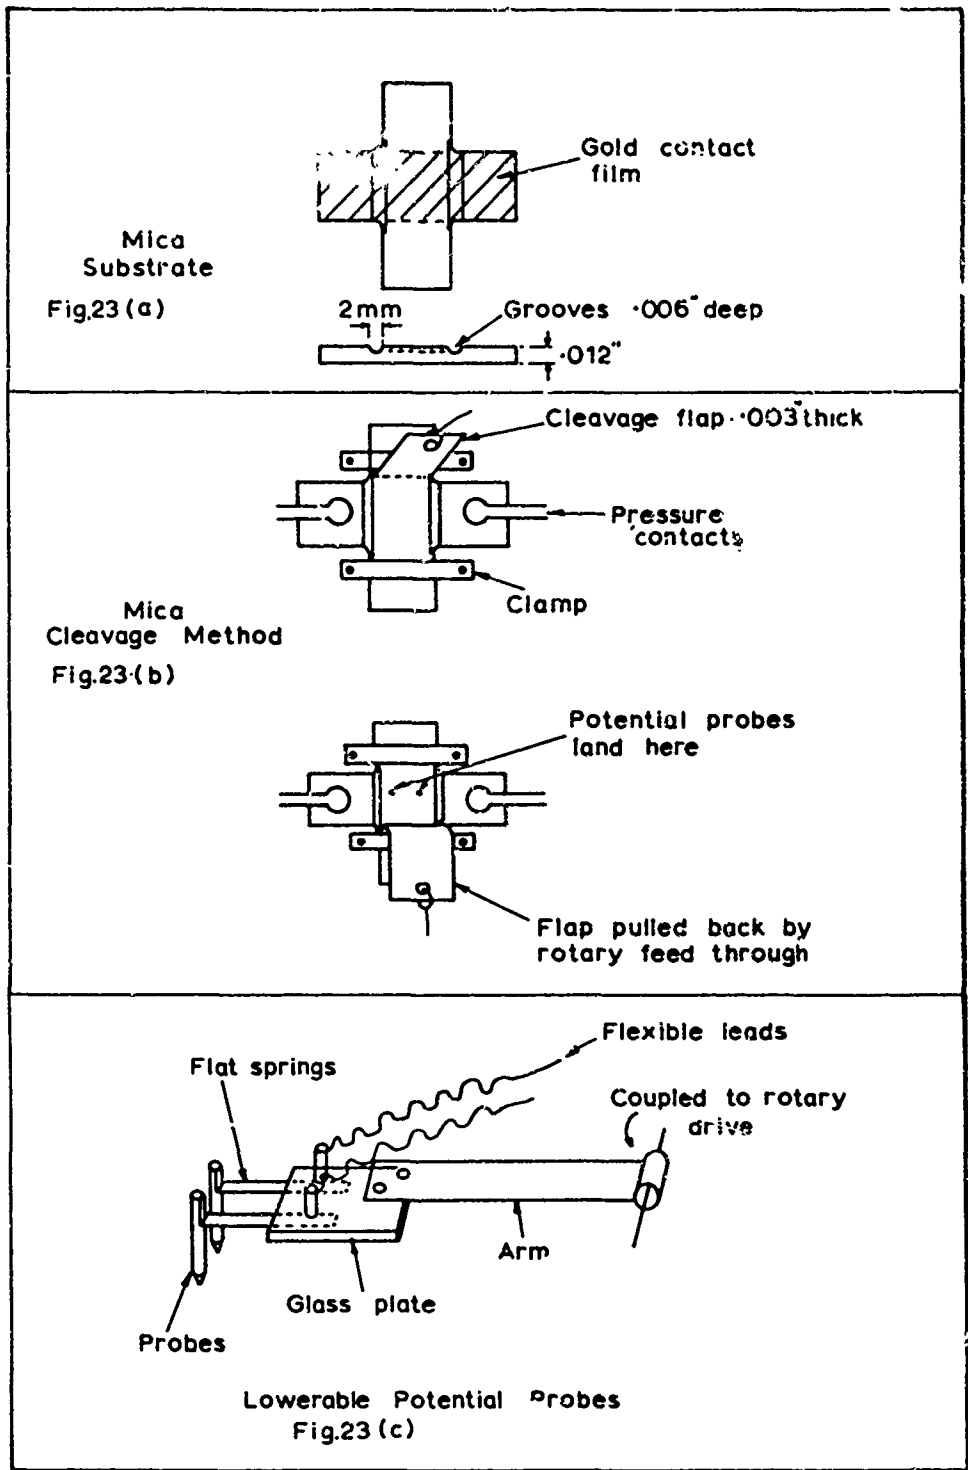 Gold contact
film
Mica
Substrate
Fig.23 (a)
2mm
Grooves ·006" deep
·012"
Cleavage flap ·003" thick
Pressure
contacts
Clamp
Mica
Cleavage Method
Fig.23 (b)
Potential probes
land here
Flap pulled back by
rotary feed through
Flexible leads
Flat springs
Coupled to rotary
drive
Arm
Glass plate
Probes
Lowerable Potential Probes
Fig.23 (c)